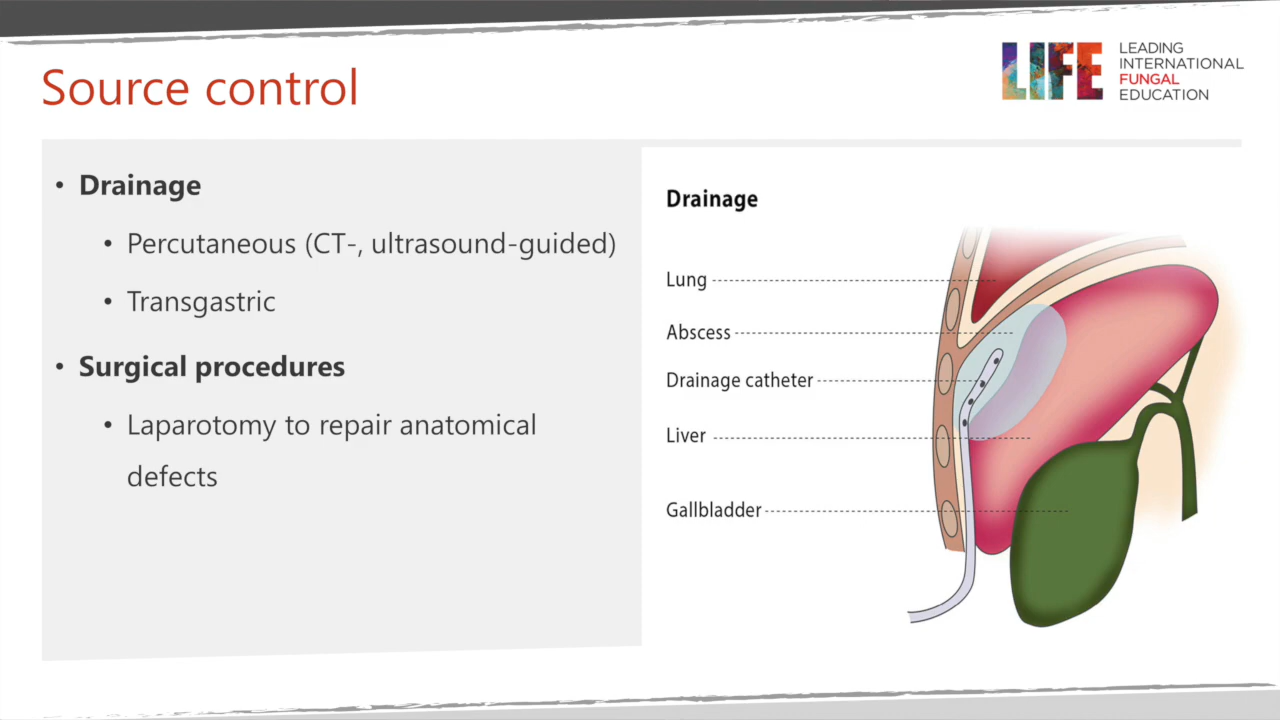 Source control
LIFE
LEADING
INTERNATIONAL
FUNGAL
EDUCATION
• Drainage
• Percutaneous (CT-, ultrasound-guided)
• Transgastric
• Surgical procedures
• Laparotomy to repair anatomical
defects
Drainage
Lung
Abscess
Drainage catheter
Liver
Gallbladder